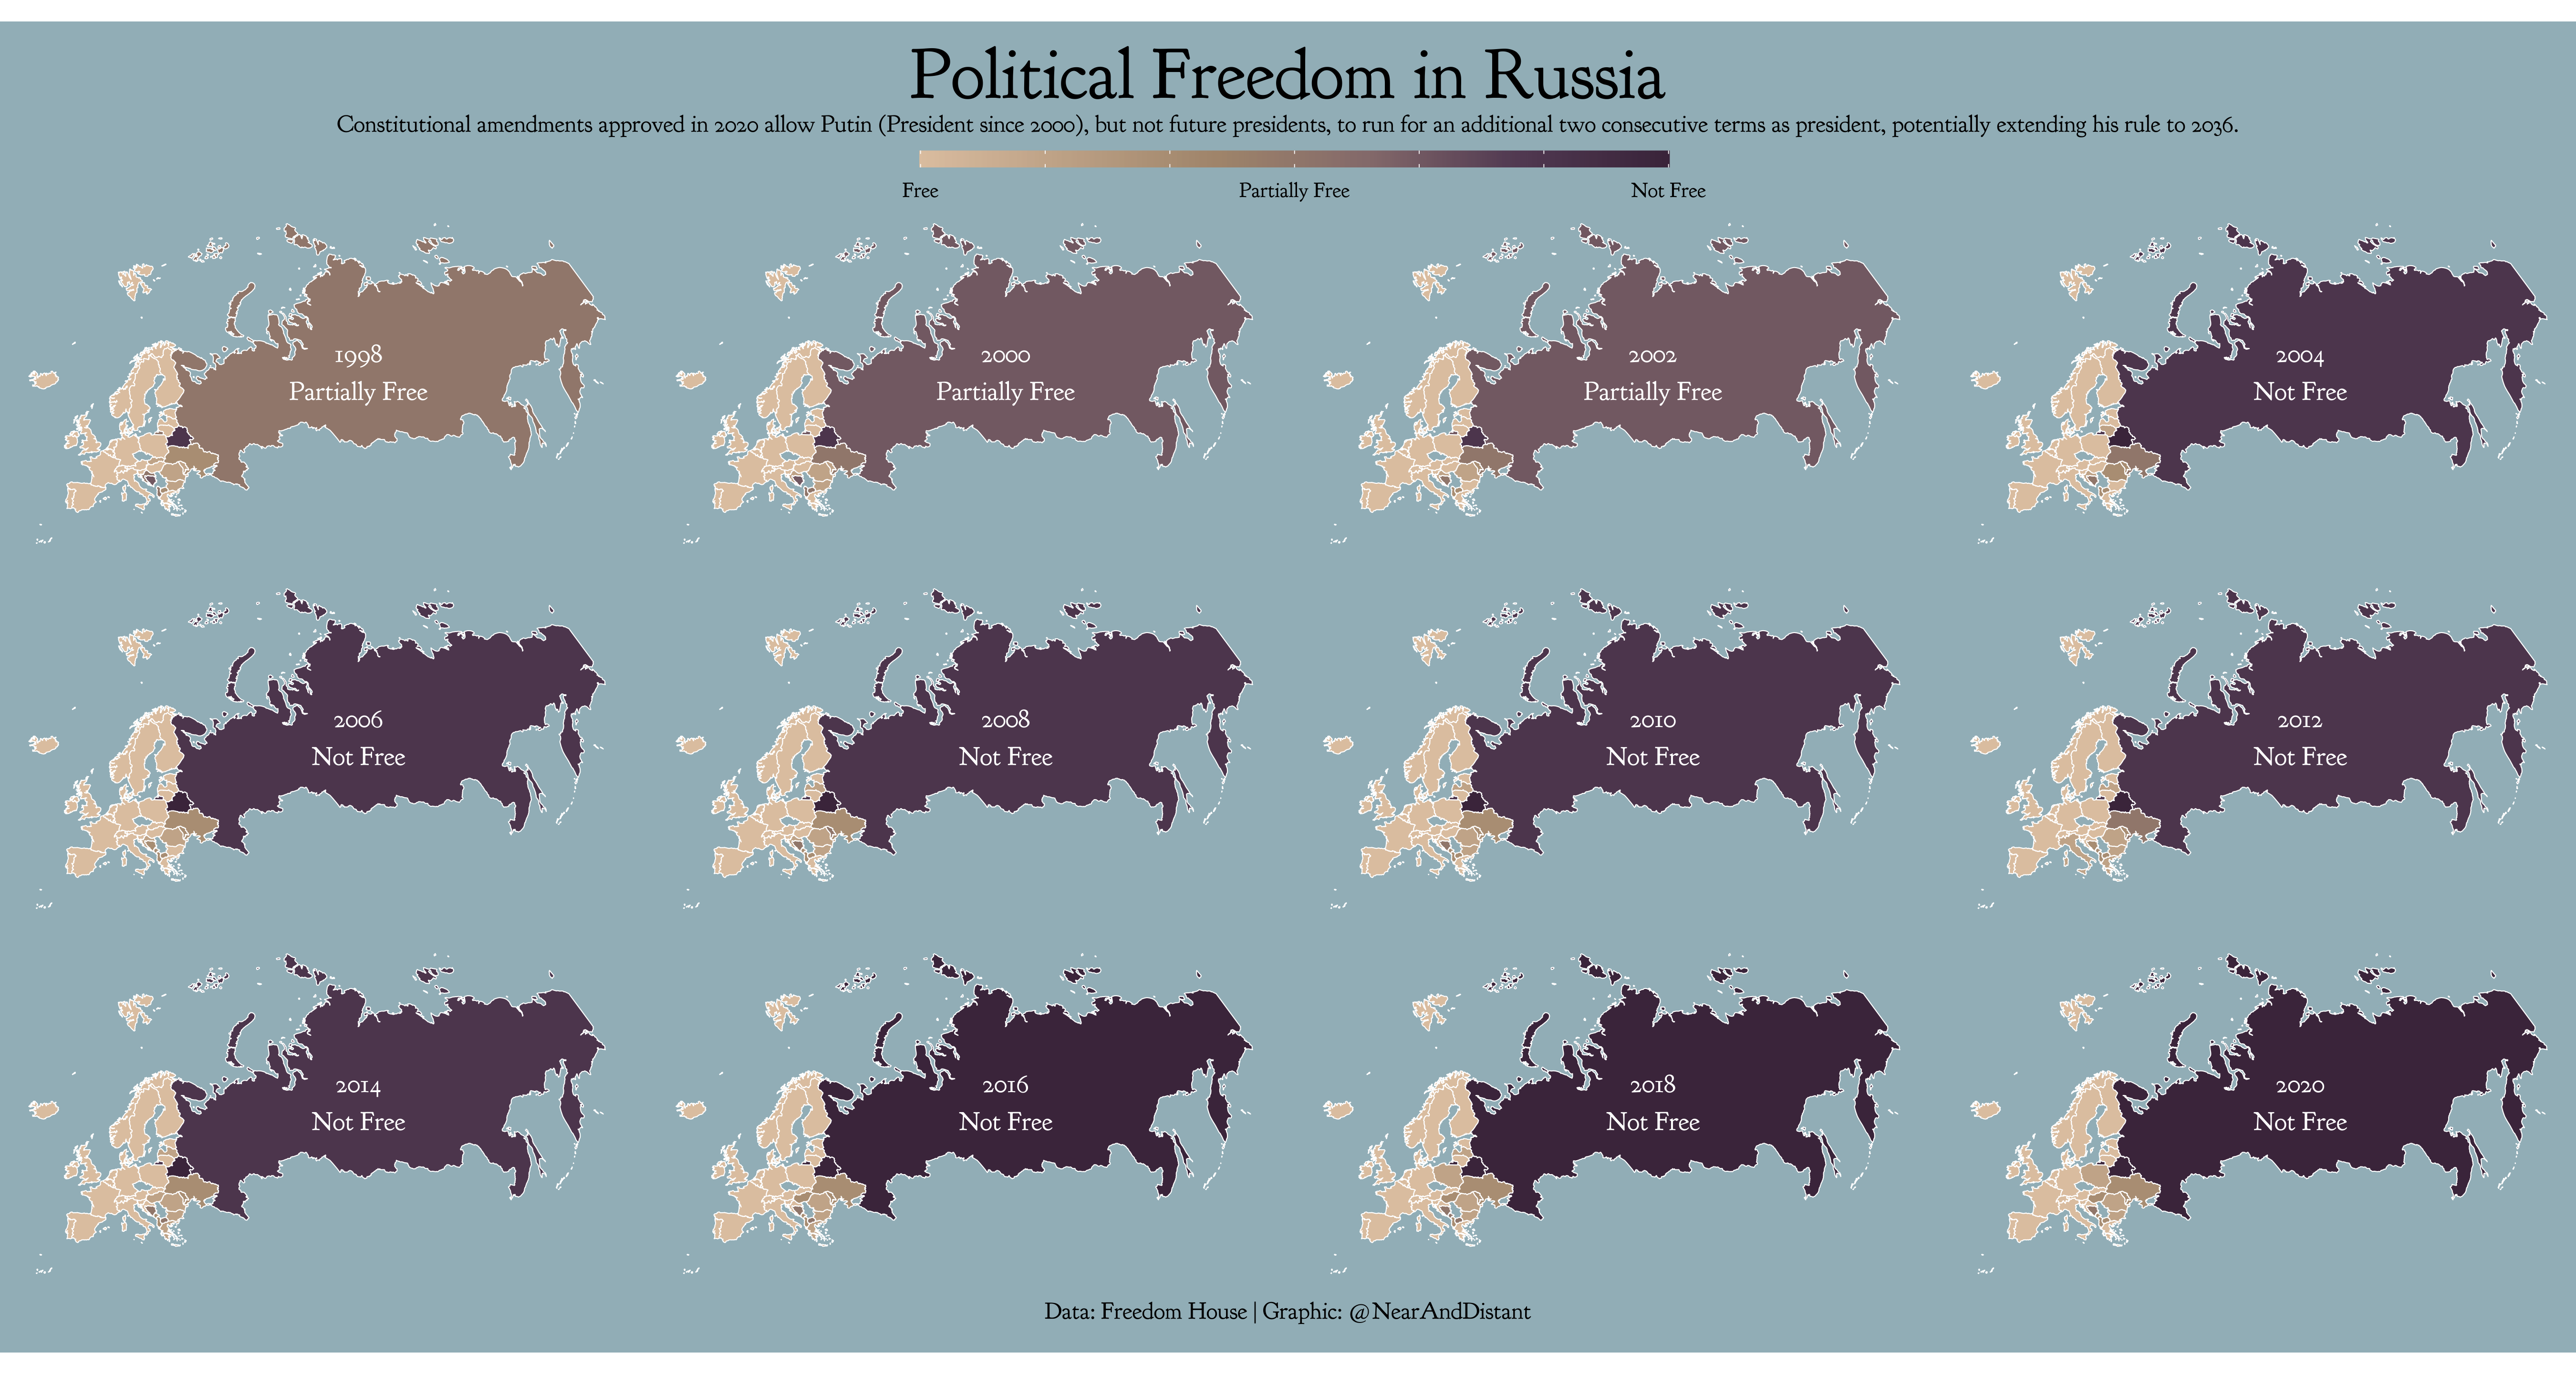 Political Freedom in Russia
Constitutional amendments approved in 2020 allow Putin (President since 2000), but not future presidents, to run for an additional two consecutive terms as president, potentially extending his rule to 2036.
Free Partially Free Not Free
1998
Partially Free
2000
Partially Free
2002
Partially Free
2004
Not Free
2006
Not Free
2008
Not Free
2010
Not Free
2012
Not Free
2014
Not Free
2016
Not Free
2018
Not Free
2020
Not Free
Data: Freedom House | Graphic: @NearAndDistant